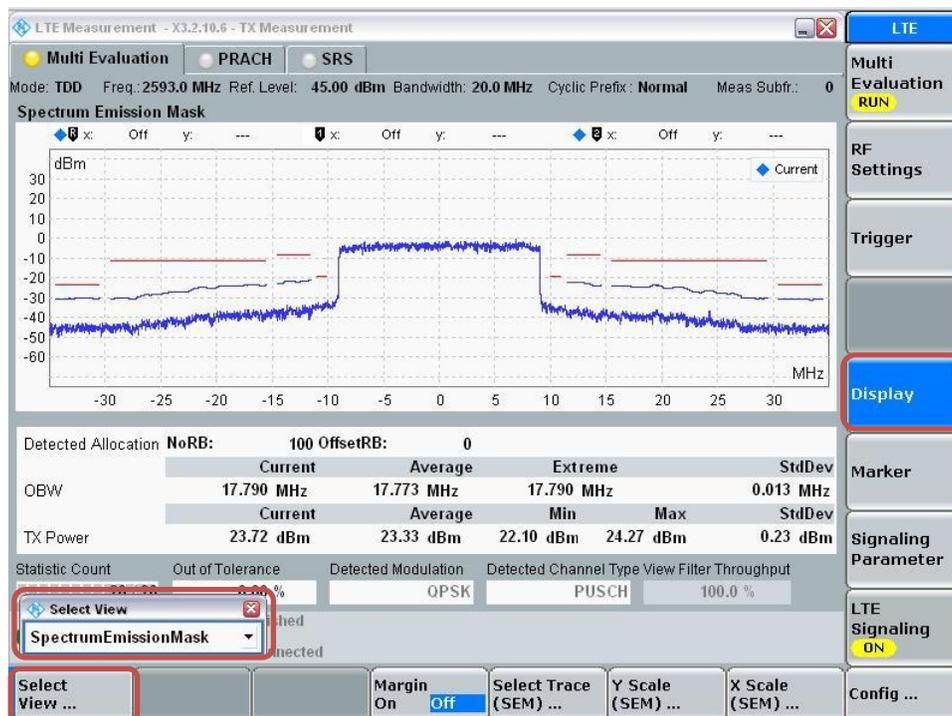 LTE Measurement - X3.2.10.6 - TX Measurement
LTE
Multi Evaluation PRACH SRS
Mode: TDD Freq.: 2593.0 MHz Ref. Level: 45.00 dBm Bandwidth: 20.0 MHz Cyclic Prefix : Normal Meas Subfr.: 0
Spectrum Emission Mask
R x: Off y: --- 1 x: Off y: --- 2 x: Off y: ---
dBm
Current
30
20
10
0
-10
-20
-30
-40
-50
-60
MHz
-30 -25 -20 -15 -10 -5 0 5 10 15 20 25 30
Detected Allocation NoRB: 100 OffsetRB: 0
Current Average Extreme StdDev
OBW 17.790 MHz 17.773 MHz 17.790 MHz 0.013 MHz
Current Average Min Max StdDev
TX Power 23.72 dBm 23.33 dBm 22.10 dBm 24.27 dBm 0.23 dBm
Statistic Count Out of Tolerance Detected Modulation Detected Channel Type View Filter Throughput
% QPSK PUSCH 100.0 %
Select View
SpectrumEmissionMask
Select
View ...
Margin
On Off
Select Trace
(SEM) ...
Y Scale
(SEM) ...
X Scale
(SEM) ...
Multi
Evaluation
RUN
RF
Settings
Trigger
Display
Marker
Signaling
Parameter
LTE
Signaling
ON
Config ...